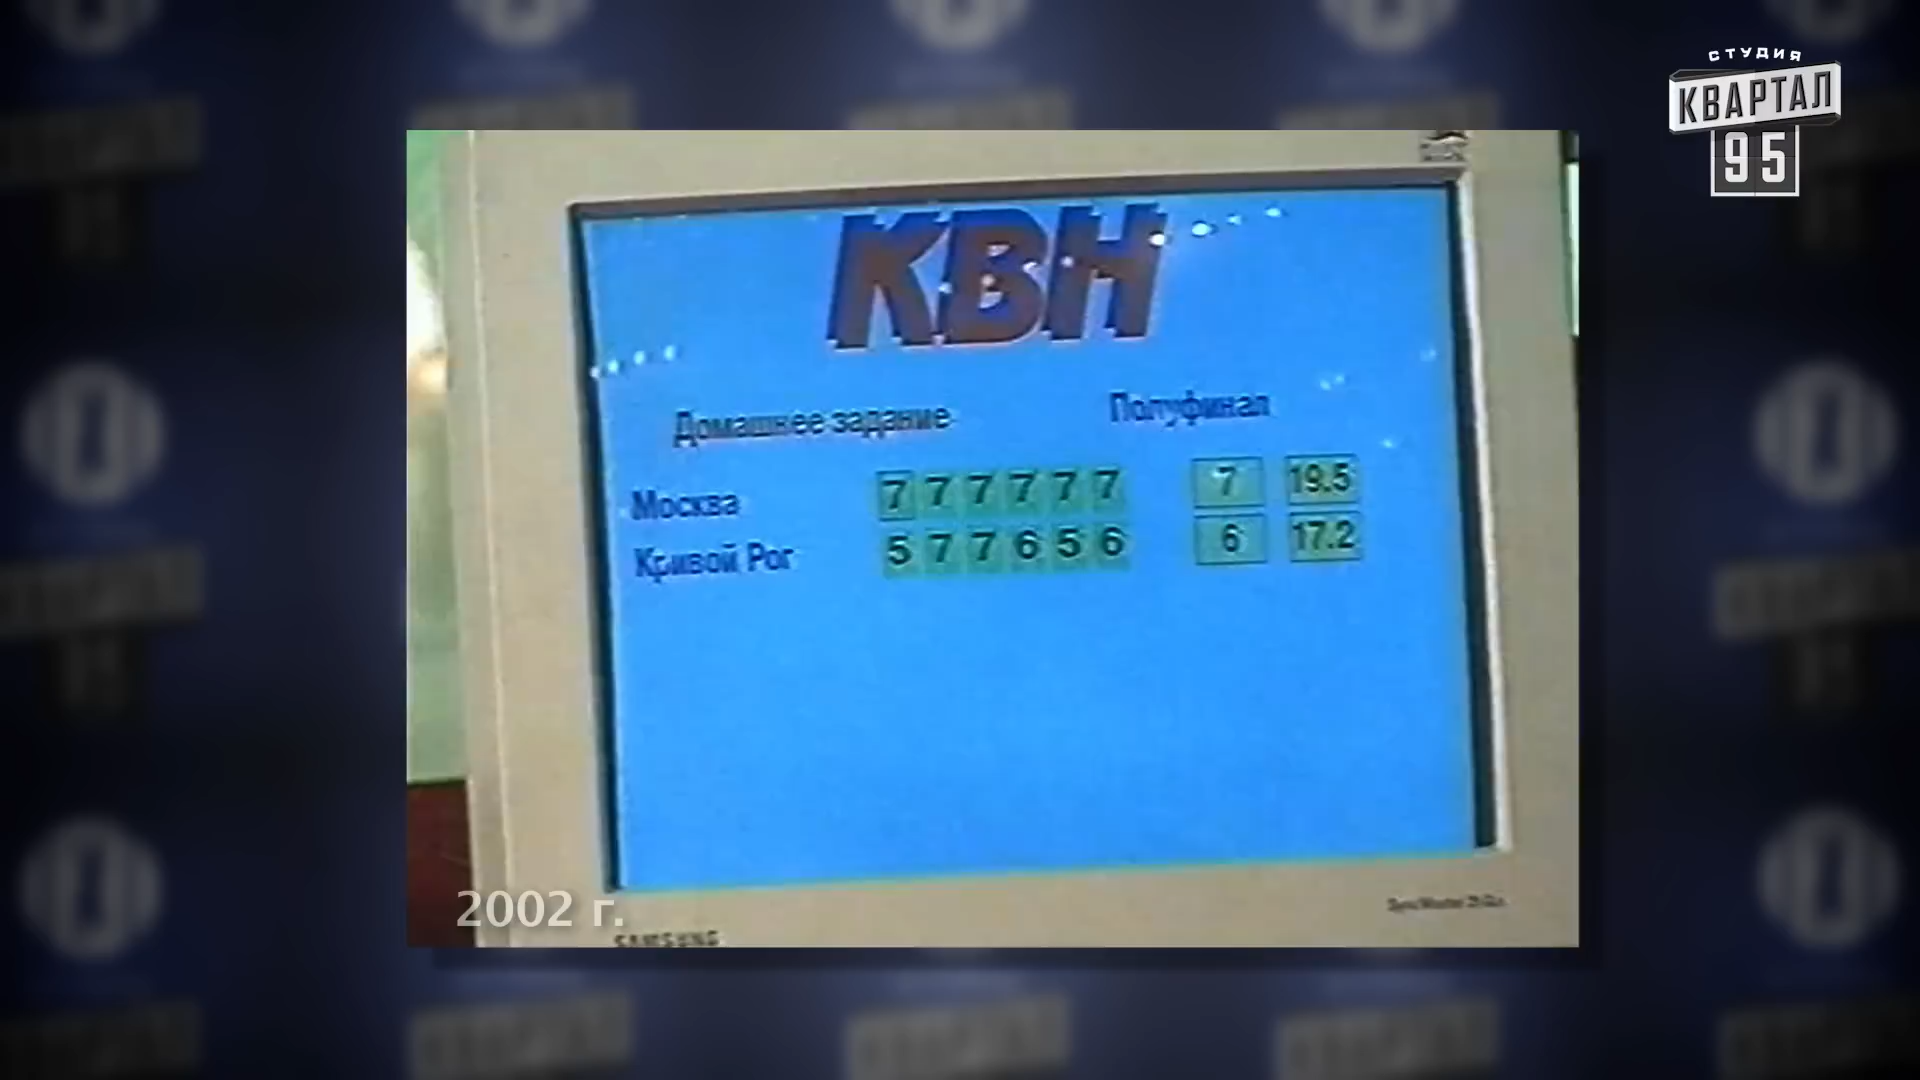 СТУДИЯ
КВАРТАЛ
95
КВН
Домашнее задание Полуфинал
Москва 7 7 7 7 7 7 7 19.5
Кривой Рог 5 7 7 6 5 6 6 17.2
2002 г.
SAMSUNG